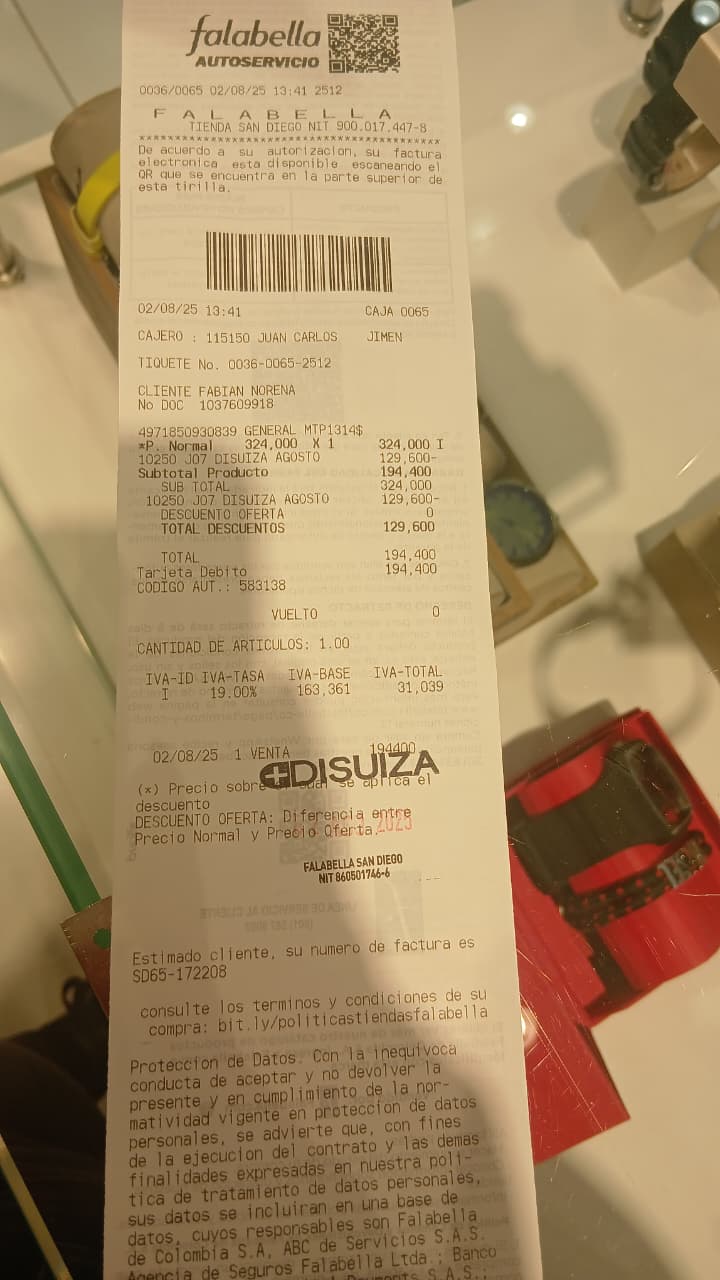 falabella
AUTOSERVICIO
0036/0065 02/08/25 13:41 2512
F A L A B E L L A
TIENDA SAN DIEGO NIT 900.017.447-8
****************************************
De acuerdo a su autorizacion, su factura
electronica esta disponible escaneando el
QR que se encuentra en la parte superior de
esta tirilla.
02/08/25 13:41 CAJA 0065
CAJERO : 115150 JUAN CARLOS JIMEN
TIQUETE No. 0036-0065-2512
CLIENTE FABIAN NORENA
No DOC 1037609918
4971850930839 GENERAL MTP1314$
*P. Normal 324,000 X 1 324,000 I
10250 J07 DISUIZA AGOSTO 129,600-
Subtotal Producto 194,400
SUB TOTAL 324,000
10250 J07 DISUIZA AGOSTO 129,600-
DESCUENTO OFERTA 0
TOTAL DESCUENTOS 129,600
TOTAL 194,400
Tarjeta Debito 194,400
CODIGO AUT.: 583138
VUELTO 0
CANTIDAD DE ARTICULOS: 1.00
IVA-ID IVA-TASA IVA-BASE IVA-TOTAL
I 19.00% 163,361 31,039
02/08/25 1 VENTA 194400
DISUIZA
(*) Precio sobre se aplica el
descuento
DESCUENTO OFERTA: Diferencia entre
Precio Normal y Precio Oferta.
FALABELLA SAN DIEGO
NIT 860501746-6
Estimado cliente, su numero de factura es
SD65-172208
consulte los terminos y condiciones de su
compra: bit.ly/politicastiendasfalabella
Proteccion de Datos. Con la inequivoca
conducta de aceptar y no devolver la
presente y en cumplimiento de la nor-
matividad vigente en proteccion de datos
personales, se advierte que, con fines
de la ejecucion del contrato y las demas
finalidades expresadas en nuestra poli-
tica de tratamiento de datos personales,
sus datos se incluiran en una base de
datos, cuyos responsables son Falabella
de Colombia S.A, ABC de Servicios S.A.S.
Agencia de Seguros Falabella Ltda.; Banco
S.A.S.;